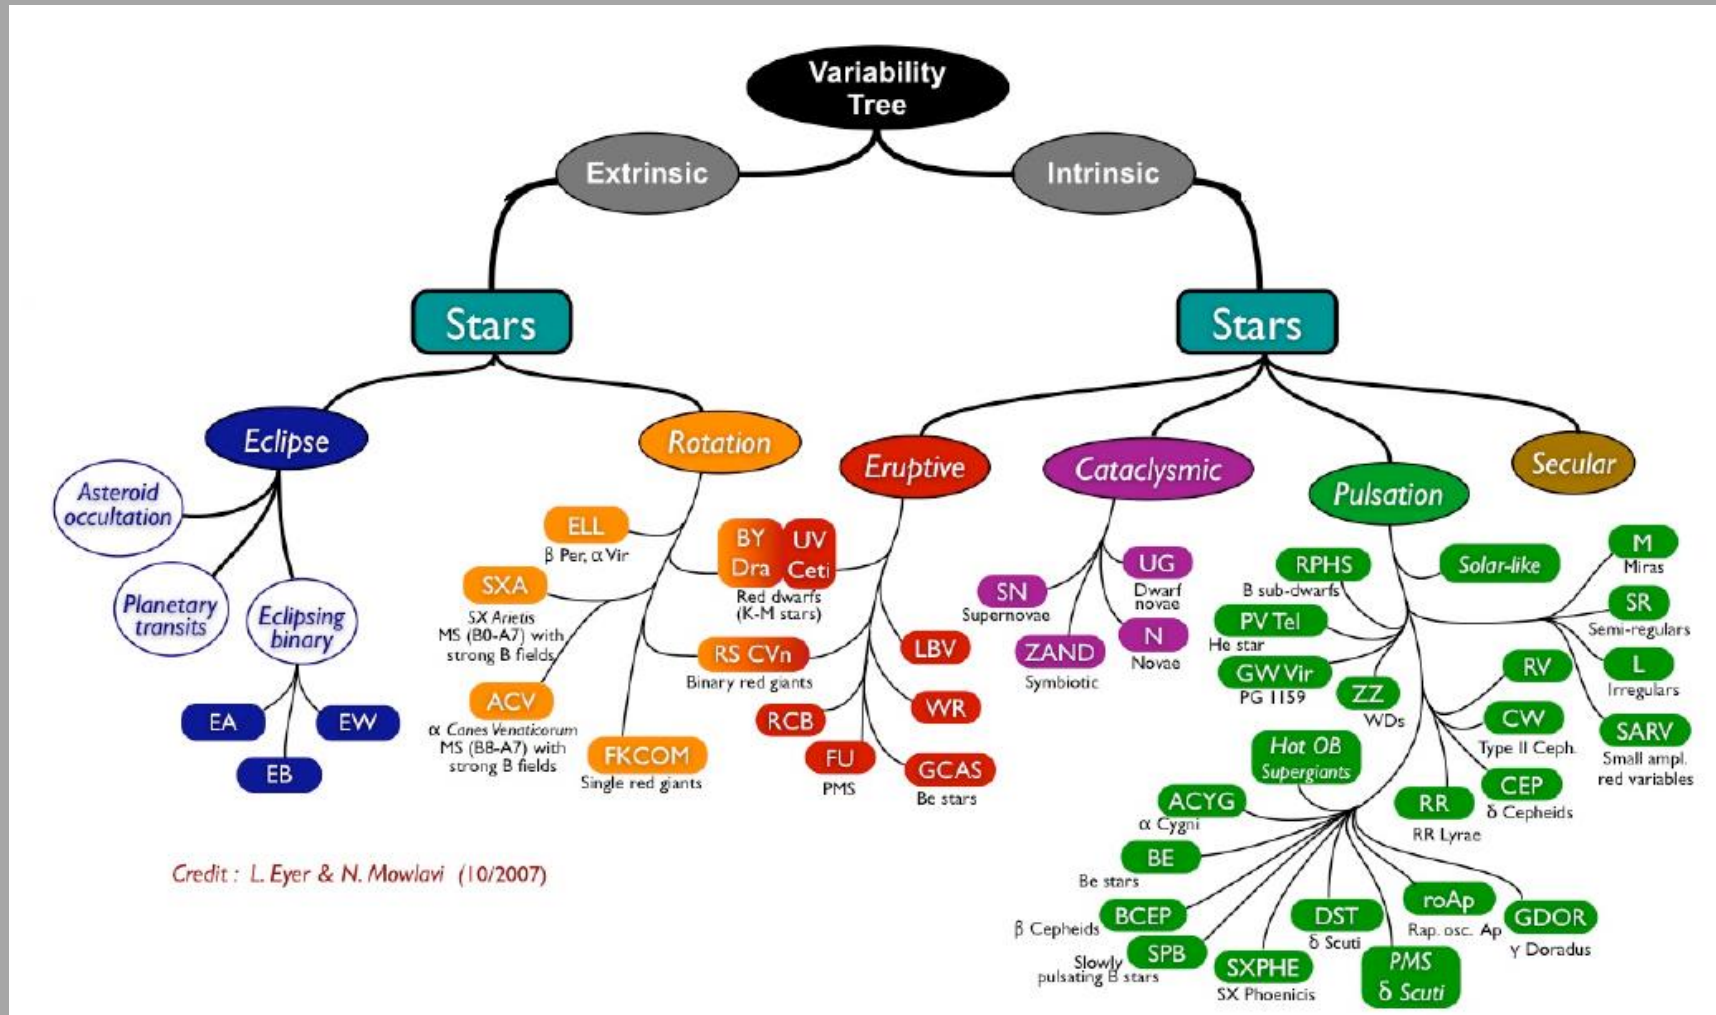 Variability
Tree
Extrinsic
Intrinsic
Stars
Stars
Eclipse
Rotation
Eruptive
Cataclysmic
Pulsation
Secular
Asteroid
occultation
Planetary
transits
Eclipsing
binary
EA
EB
EW
ELL
β Per, α Vir
SXA
SX Arietis
MS (B0-A7) with
strong B fields
ACV
α Canes Venaticorum
MS (B8-A7) with
strong B fields
FKCOM
Single red giants
BY
Dra
UV
Ceti
Red dwarfs
(K-M stars)
RS CVn
Binary red giants
LBV
WR
RCB
FU
PMS
GCAS
Be stars
SN
Supernovae
ZAND
Symbiotic
UG
Dwarf
novae
N
Novae
RPHS
B sub-dwarfs
Solar-like
PV Tel
He star
GW Vir
PG 1159
ZZ
WDs
M
Miras
SR
Semi-regulars
L
Irregulars
SARV
Small ampl.
red variables
RV
CW
Type II Ceph.
CEP
δ Cepheids
RR
RR Lyrae
Hot OB
Supergiants
ACYG
α Cygni
BE
Be stars
BCEP
β Cepheids
SPB
Slowly
pulsating B stars
SXPHE
SX Phoenicis
DST
δ Scuti
PMS
δ Scuti
roAp
Rap. osc. Ap
GDOR
γ Doradus
Credit : L. Eyer & N. Mowlavi (10/2007)